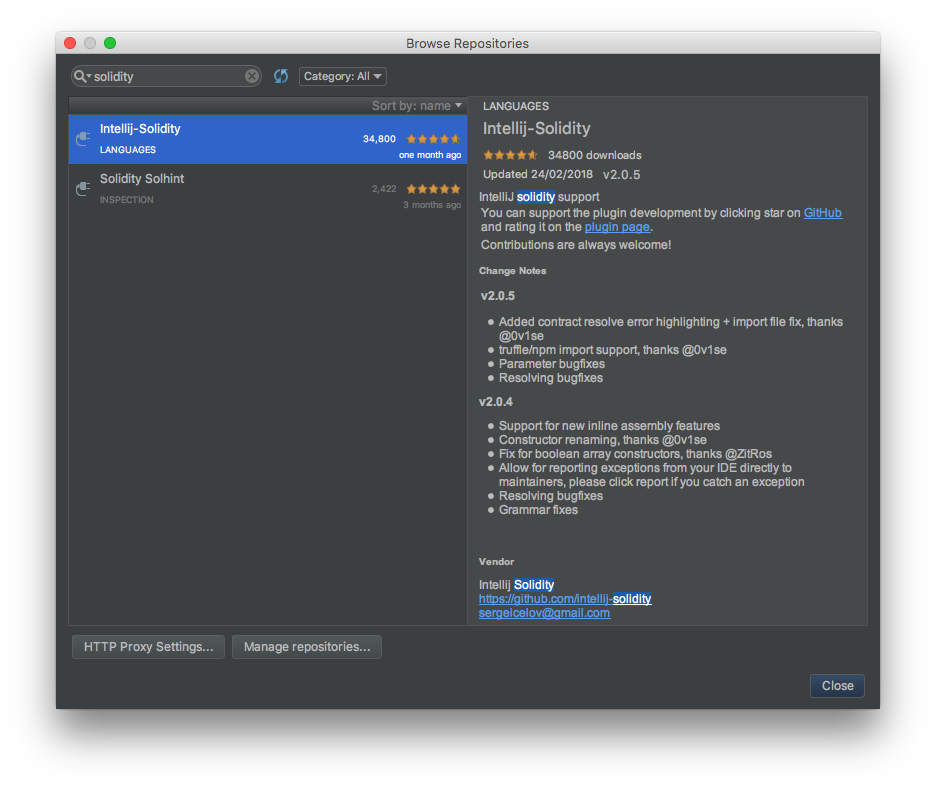 Browse Repositories
solidity
Category: All
Sort by: name
Intellij-Solidity
34,800
LANGUAGES
one month ago
Solidity Solhint
2,422
INSPECTION
3 months ago
LANGUAGES
Intellij-Solidity
34800 downloads
Updated 24/02/2018 v2.0.5
IntelliJ solidity support
You can support the plugin development by clicking star on GitHub
and rating it on the plugin page.
Contributions are always welcome!
Change Notes
v2.0.5
Added contract resolve error highlighting + import file fix, thanks
@0v1se
truffle/npm import support, thanks @0v1se
Parameter bugfixes
Resolving bugfixes
v2.0.4
Support for new inline assembly features
Constructor renaming, thanks @0v1se
Fix for boolean array constructors, thanks @ZitRos
Allow for reporting exceptions from your IDE directly to
maintainers, please click report if you catch an exception
Resolving bugfixes
Grammar fixes
Vendor
Intellij Solidity
https://github.com/intellij-solidity
sergeicelov@gmail.com
HTTP Proxy Settings...
Manage repositories...
Close